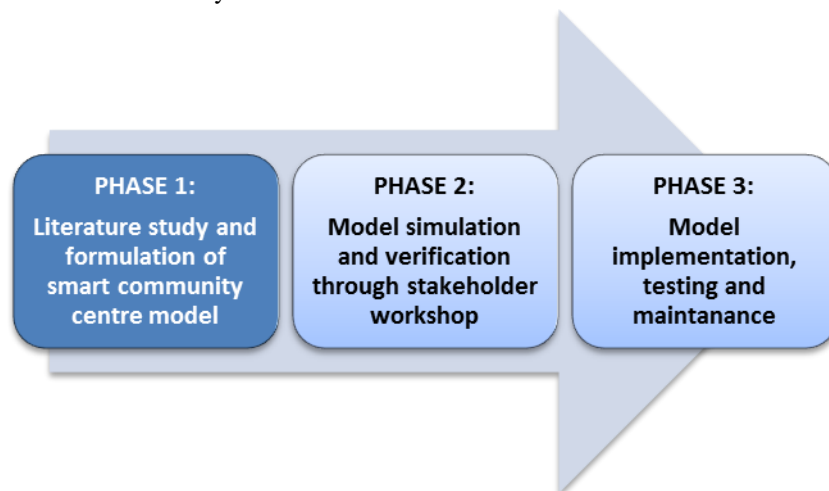 PHASE 1:
Literature study and
formulation of
smart community
centre model
PHASE 2:
Model simulation
and verification
through stakeholder
workshop
PHASE 3:
Model
implementation,
testing and
maintanance